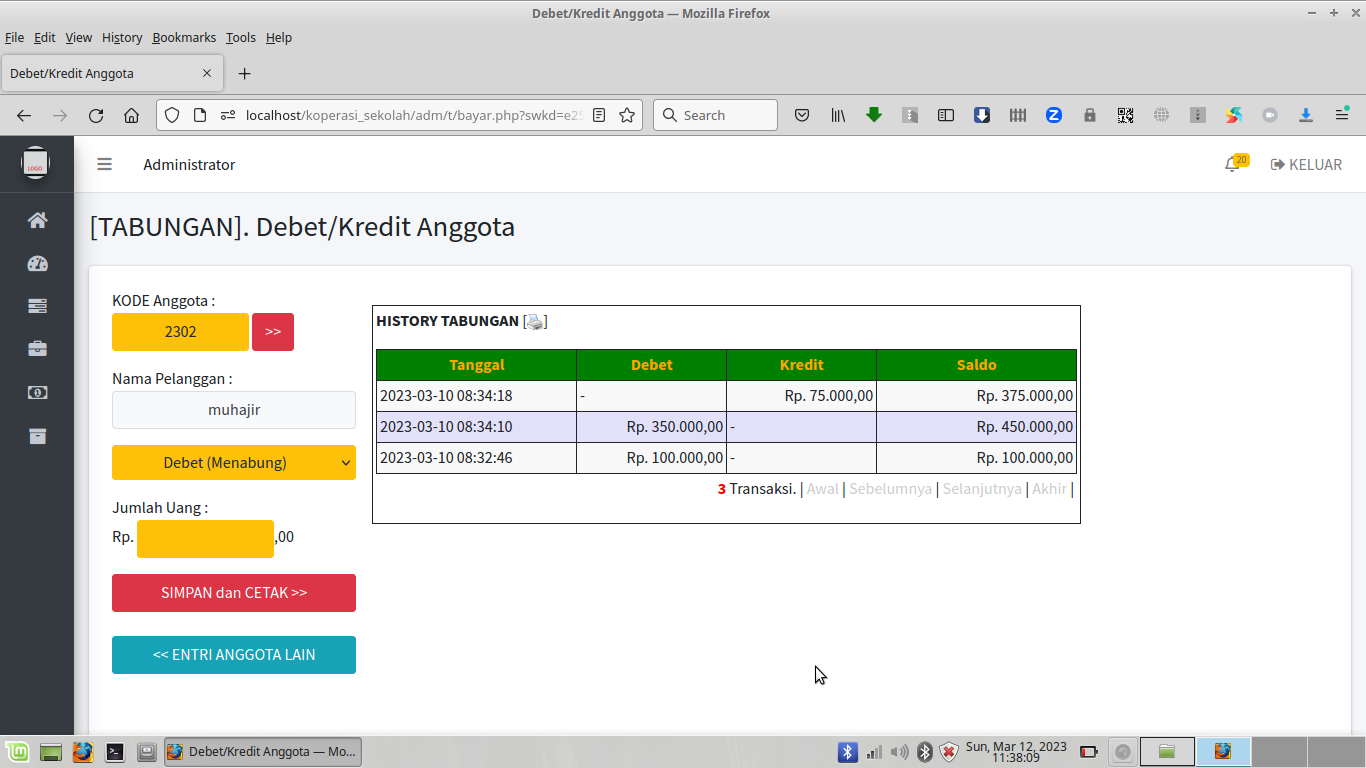 Debet/Kredit Anggota — Mozilla Firefox
File Edit View History Bookmarks Tools Help
Debet/Kredit Anggota
localhost/koperasi_sekolah/adm/t/bayar.php?swkd=e2
Search
LOGO
Administrator
20
KELUAR
[TABUNGAN]. Debet/Kredit Anggota
KODE Anggota :
2302 >>
Nama Pelanggan :
muhajir
Debet (Menabung)
Jumlah Uang :
Rp. ,00
SIMPAN dan CETAK >>
<< ENTRI ANGGOTA LAIN
HISTORY TABUNGAN [ ]
Tanggal Debet Kredit Saldo
2023-03-10 08:34:18 - Rp. 75.000,00 Rp. 375.000,00
2023-03-10 08:34:10 Rp. 350.000,00 - Rp. 450.000,00
2023-03-10 08:32:46 Rp. 100.000,00 - Rp. 100.000,00
3 Transaksi. | Awal | Sebelumnya | Selanjutnya | Akhir |
Debet/Kredit Anggota — Mo...
Sun, Mar 12, 2023
11:38:09